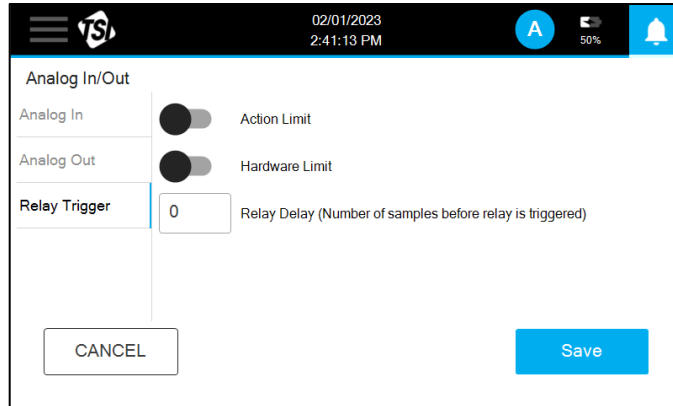 TSI
02/01/2023
2:41:13 PM
A
50%
Analog In/Out
Analog In
Action Limit
Analog Out
Hardware Limit
Relay Trigger
0
Relay Delay (Number of samples before relay is triggered)
CANCEL
Save